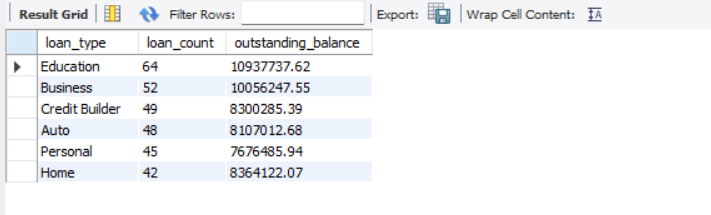 Result Grid Filter Rows: Export: Wrap Cell Content: IA
loan_type loan_count outstanding_balance
Education 64 10937737.62
Business 52 10056247.55
Credit Builder 49 8300285.39
Auto 48 8107012.68
Personal 45 7676485.94
Home 42 8364122.07